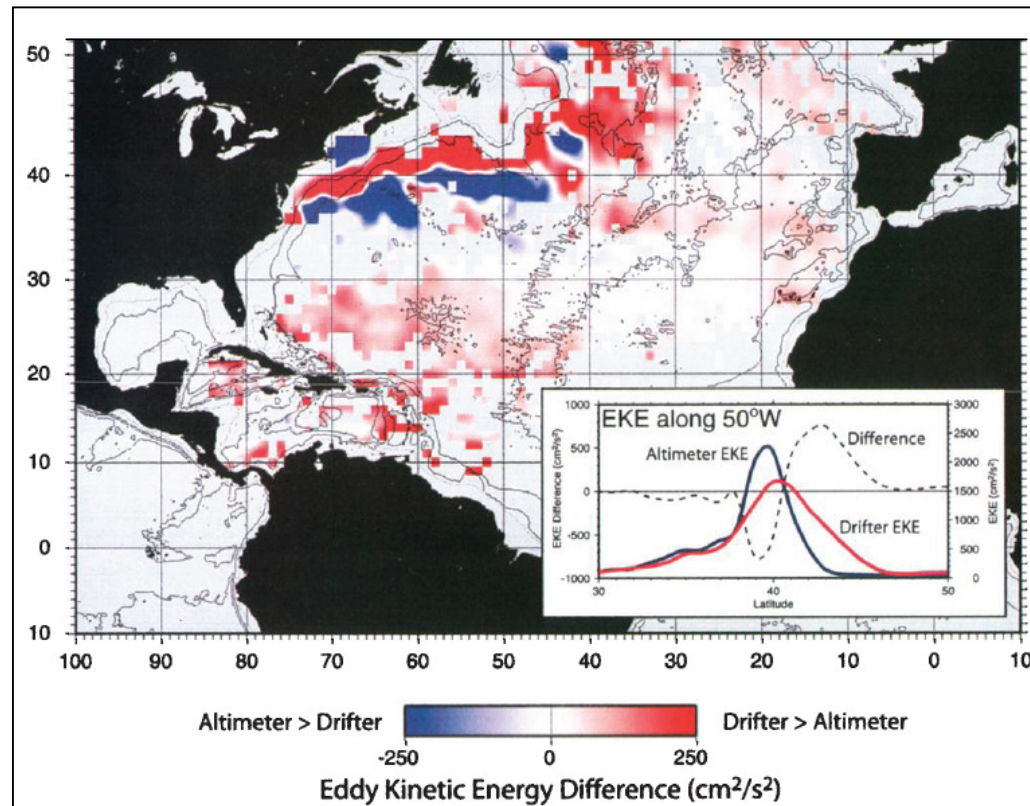 50
40
30
20
10
0
10
100 90 80 70 60 50 40 30 20 10 0 10
EKE along 50°W
1000
500
0
-500
-1000
EKE Difference (cm²/s²)
Altimeter EKE
Difference
Drifter EKE
3000
2500
2000
1500
1000
500
0
EKE (cm²/s²)
30 40 50
Latitude
Altimeter > Drifter
Drifter > Altimeter
-250 0 250
Eddy Kinetic Energy Difference (cm²/s²)